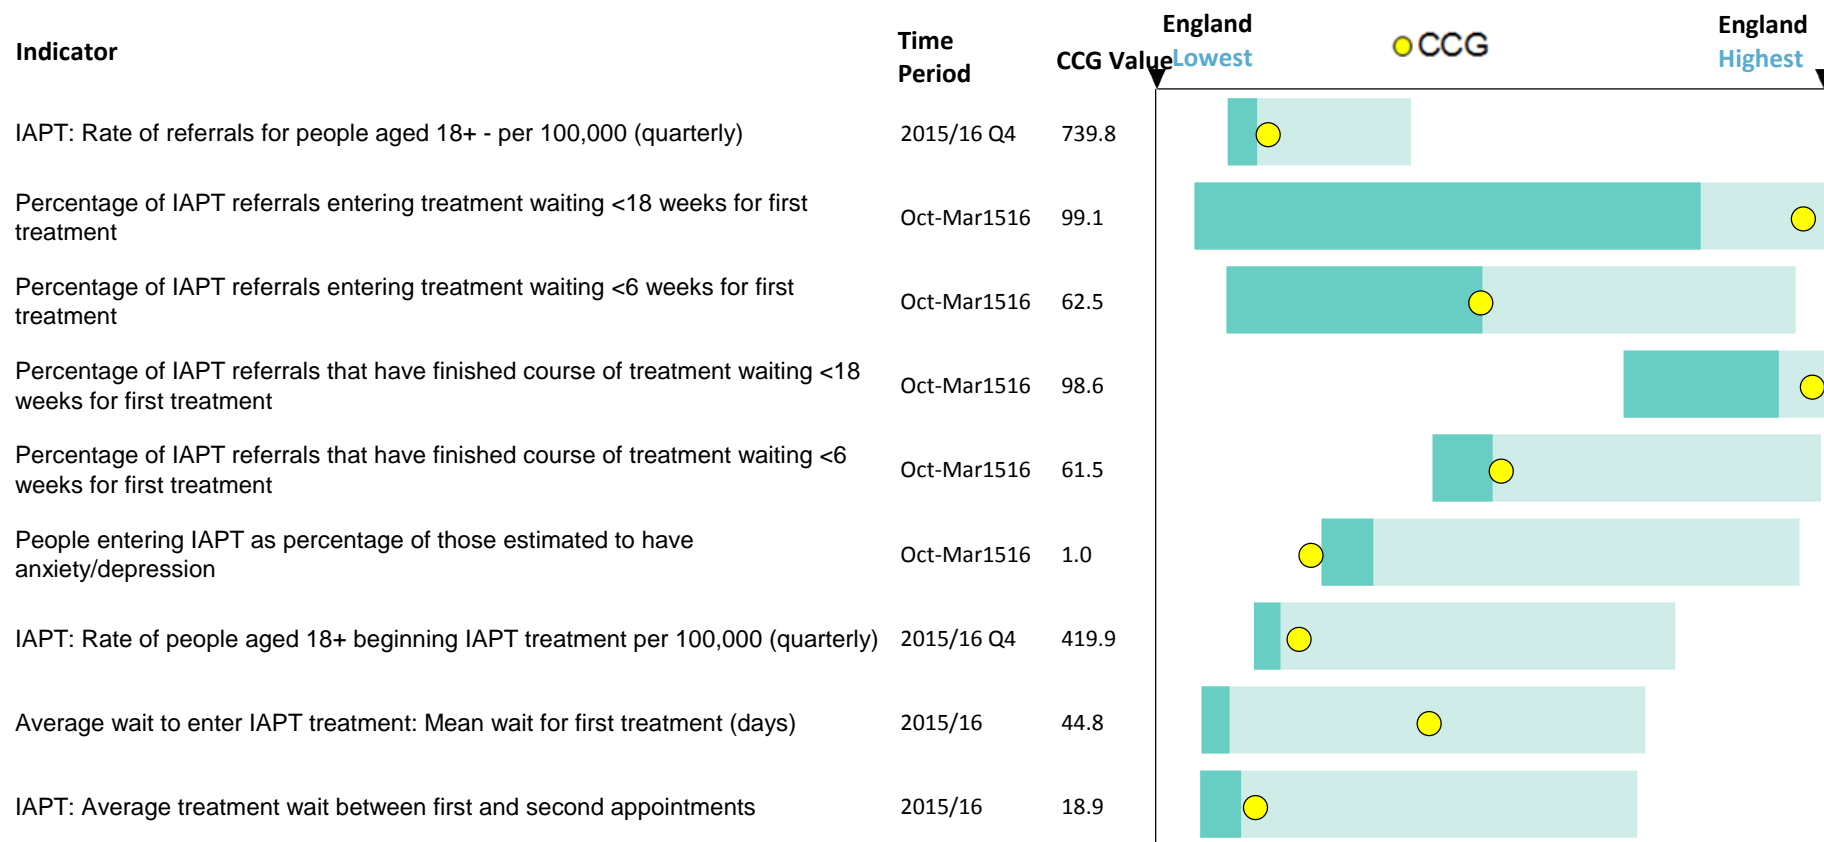 Indicator
Time
Period
CCG Value
England
Lowest
CCG
England
Highest
IAPT: Rate of referrals for people aged 18+ - per 100,000 (quarterly)
2015/16 Q4
739.8
Percentage of IAPT referrals entering treatment waiting <18 weeks for first
treatment
Oct-Mar1516
99.1
Percentage of IAPT referrals entering treatment waiting <6 weeks for first
treatment
Oct-Mar1516
62.5
Percentage of IAPT referrals that have finished course of treatment waiting <18
weeks for first treatment
Oct-Mar1516
98.6
Percentage of IAPT referrals that have finished course of treatment waiting <6
weeks for first treatment
Oct-Mar1516
61.5
People entering IAPT as percentage of those estimated to have
anxiety/depression
Oct-Mar1516
1.0
IAPT: Rate of people aged 18+ beginning IAPT treatment per 100,000 (quarterly)
2015/16 Q4
419.9
Average wait to enter IAPT treatment: Mean wait for first treatment (days)
2015/16
44.8
IAPT: Average treatment wait between first and second appointments
2015/16
18.9